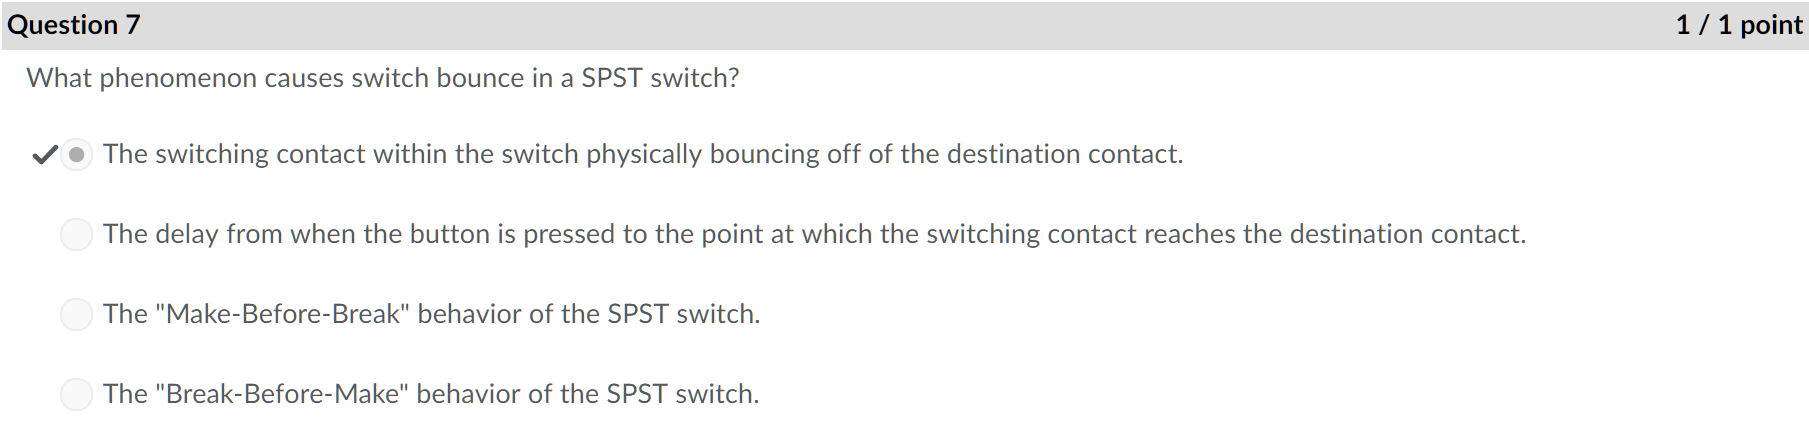 Question 7
1 / 1 point
What phenomenon causes switch bounce in a SPST switch?
The switching contact within the switch physically bouncing off of the destination contact.
The delay from when the button is pressed to the point at which the switching contact reaches the destination contact.
The "Make-Before-Break" behavior of the SPST switch.
The "Break-Before-Make" behavior of the SPST switch.